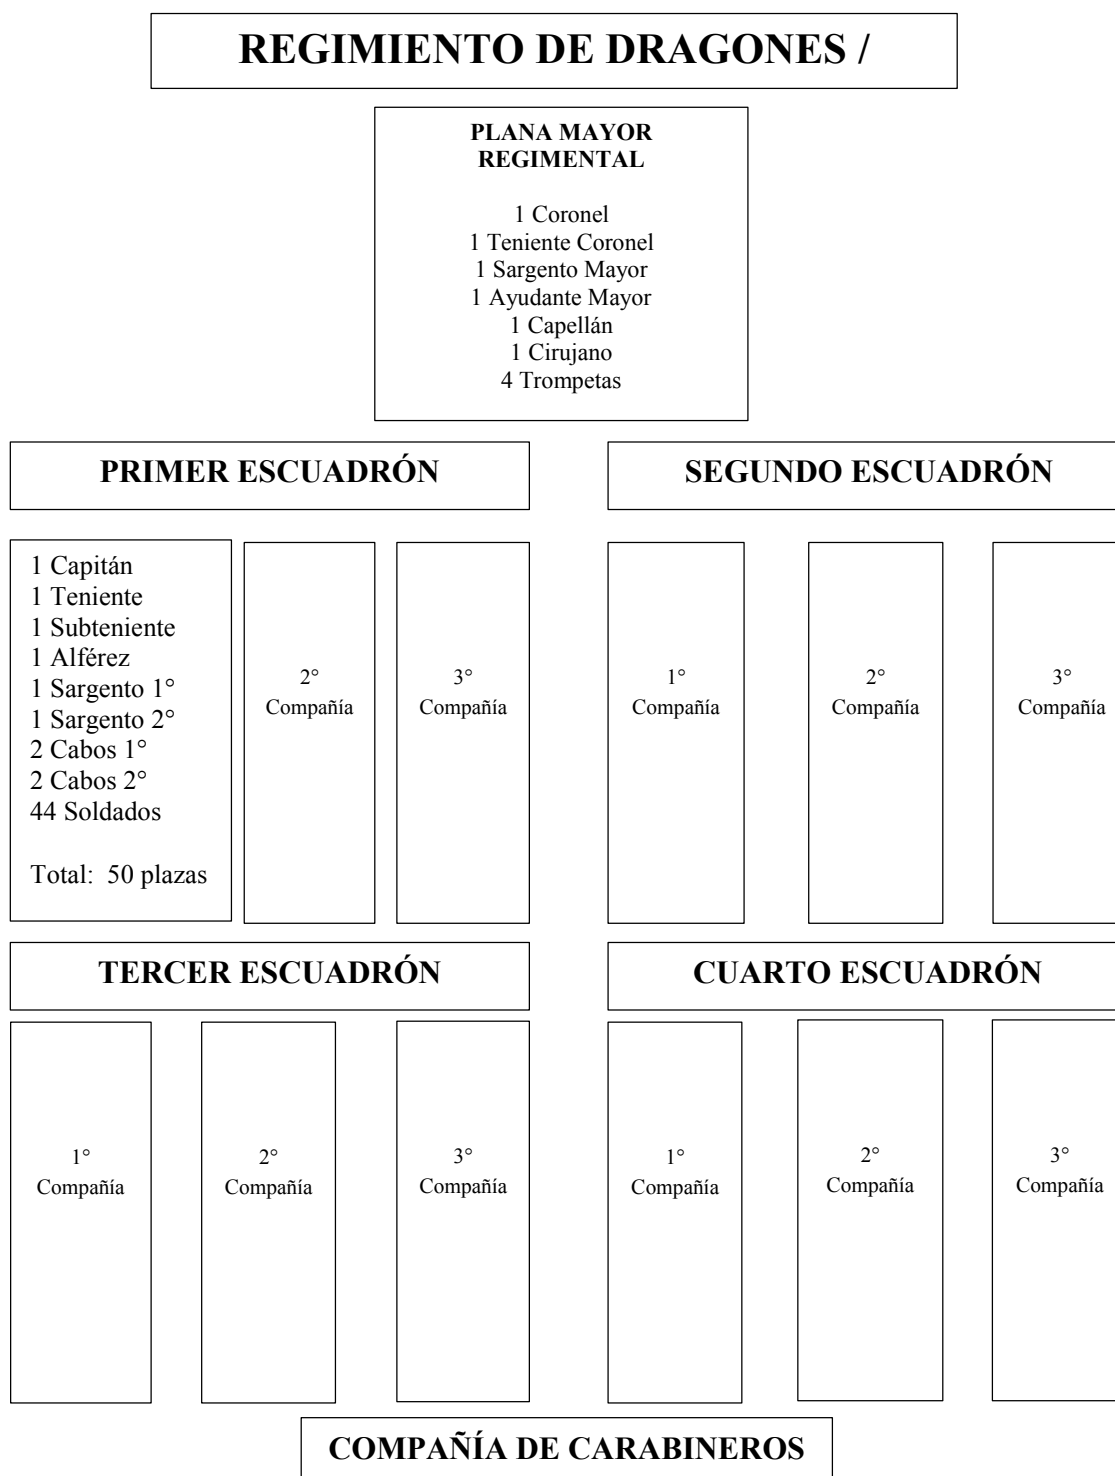 REGIMIENTO DE DRAGONES /
PLANA MAYOR
REGIMENTAL
1 Coronel
1 Teniente Coronel
1 Sargento Mayor
1 Ayudante Mayor
1 Capellán
1 Cirujano
4 Trompetas
PRIMER ESCUADRÓN
SEGUNDO ESCUADRÓN
1 Capitán
1 Teniente
1 Subteniente
1 Alférez
1 Sargento 1°
1 Sargento 2°
2 Cabos 1°
2 Cabos 2°
44 Soldados
Total: 50 plazas
2°
Compañía
3°
Compañía
1°
Compañía
2°
Compañía
3°
Compañía
TERCER ESCUADRÓN
CUARTO ESCUADRÓN
1°
Compañía
2°
Compañía
3°
Compañía
1°
Compañía
2°
Compañía
3°
Compañía
COMPAÑÍA DE CARABINEROS